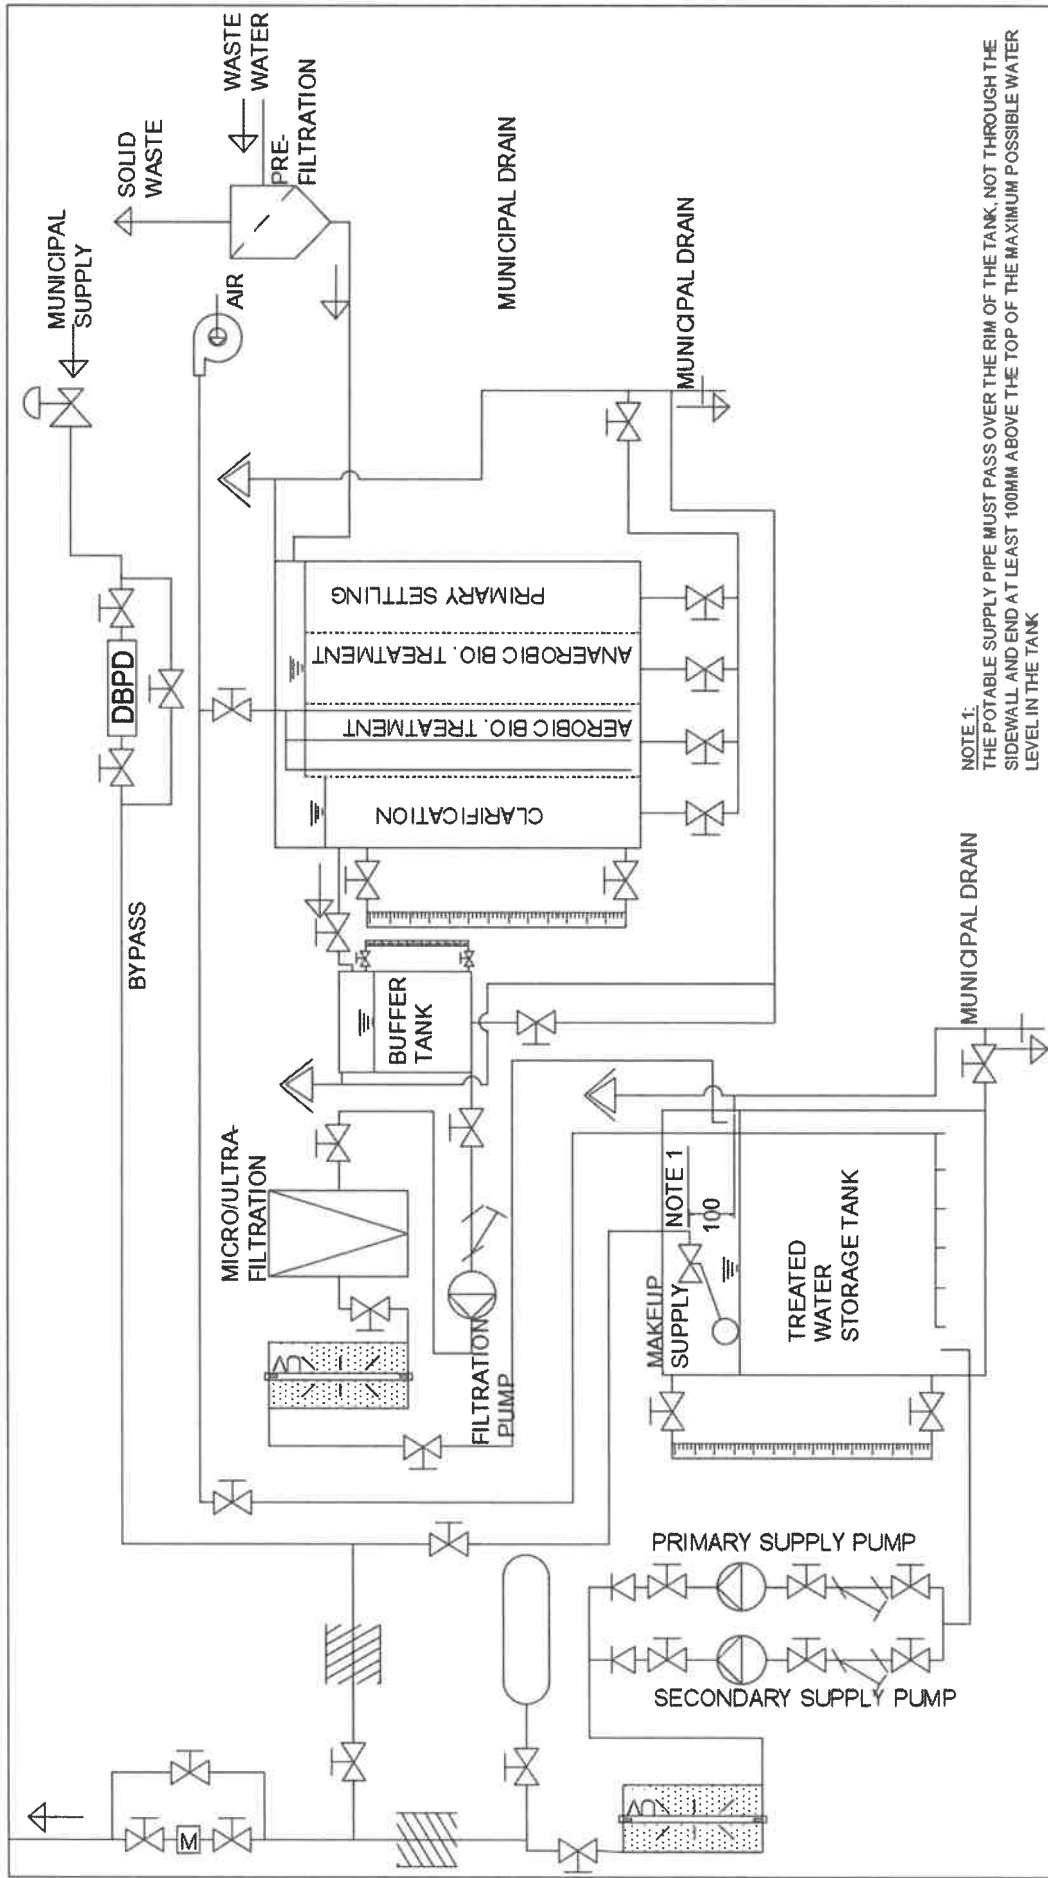 SOLID
WASTE
WASTE
WATER
MUNICIPAL
SUPPLY
PRE-
FILTRATION
AIR
DBPD
BYPASS
MUNICIPAL DRAIN
MUNICIPAL DRAIN
PRIMARY SETTLING
ANAEROBIC BIO. TREATMENT
AEROBIC BIO. TREATMENT
CLARIFICATION
BUFFER
TANK
MICRO/ULTRA-
FILTRATION
UV
FILTRATION
PUMP
MUNICIPAL DRAIN
MAKEUP
SUPPLY
NOTE 1
100
TREATED
WATER
STORAGE TANK
PRIMARY SUPPLY PUMP
SECONDARY SUPPLY PUMP
UV
M
NOTE 1:
THE POTABLE SUPPLY PIPE MUST PASS OVER THE RIM OF THE TANK, NOT THROUGH THE
SIDEWALL AND END AT LEAST 100MM ABOVE THE TOP OF THE MAXIMUM POSSIBLE WATER
LEVEL IN THE TANK